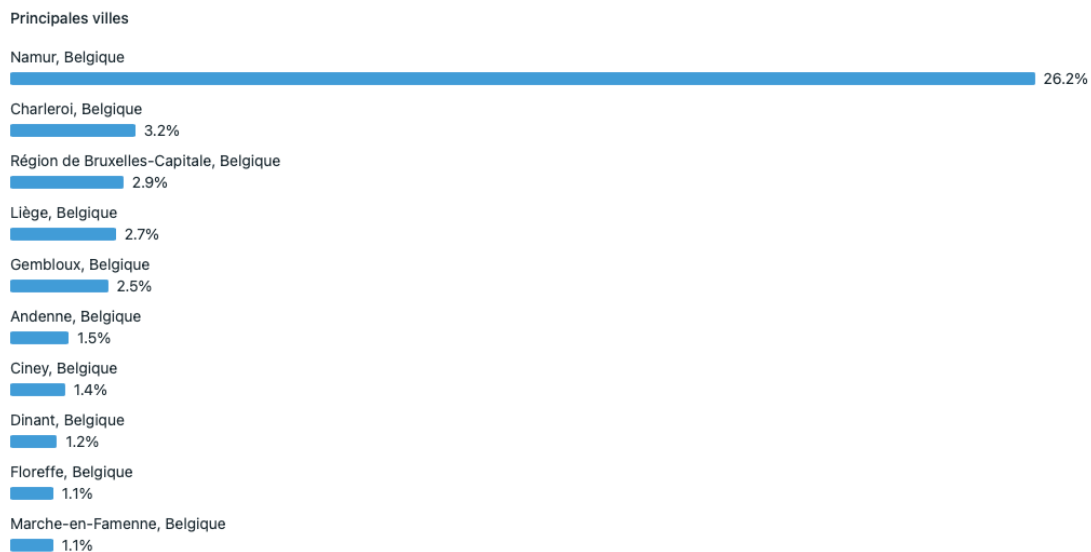 Principales villes
Namur, Belgique
26.2%
Charleroi, Belgique
3.2%
Région de Bruxelles-Capitale, Belgique
2.9%
Liège, Belgique
2.7%
Gembloux, Belgique
2.5%
Andenne, Belgique
1.5%
Ciney, Belgique
1.4%
Dinant, Belgique
1.2%
Floreffe, Belgique
1.1%
Marche-en-Famenne, Belgique
1.1%